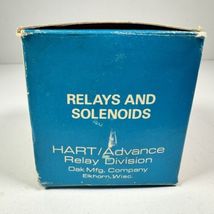 RELAYS AND
SOLENOIDS
HART/Advance
Relay Division
Oak Mfg. Company
Elkhorn, Wisc.